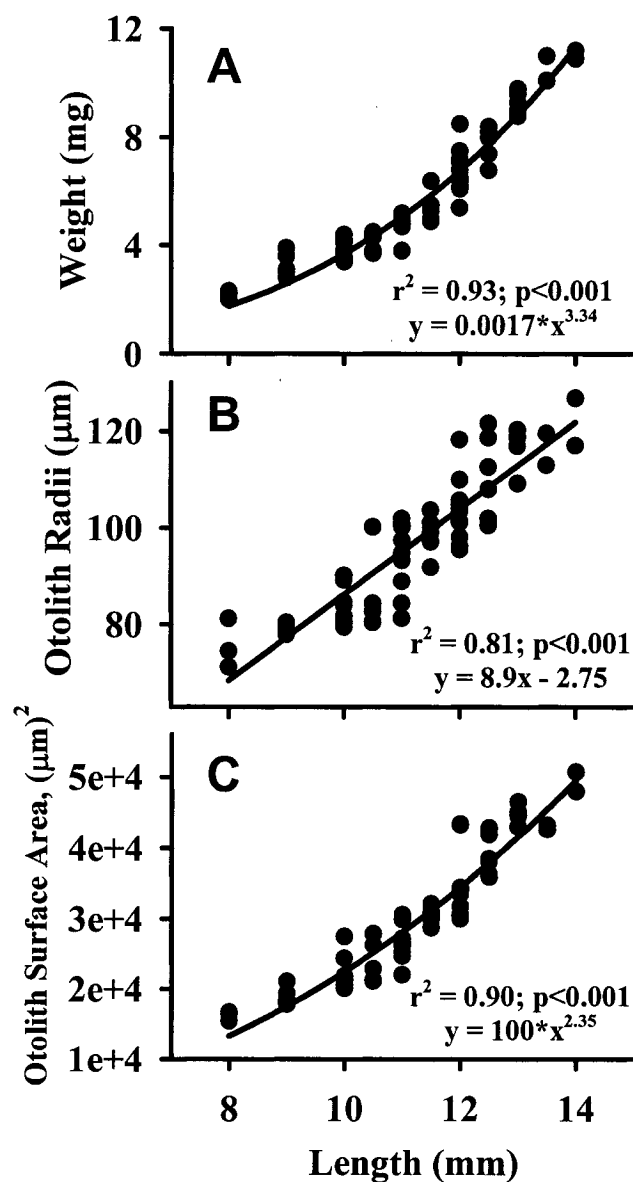 A
Weight (mg)
12
8
4
0
r² = 0.93; p<0.001
y = 0.0017*x^3.34
B
Otolith Radii (μm)
120
100
80
r² = 0.81; p<0.001
y = 8.9x - 2.75
C
Otolith Surface Area, (μm)²
5e+4
4e+4
3e+4
2e+4
1e+4
r² = 0.90; p<0.001
y = 100*x^2.35
8 10 12 14
Length (mm)